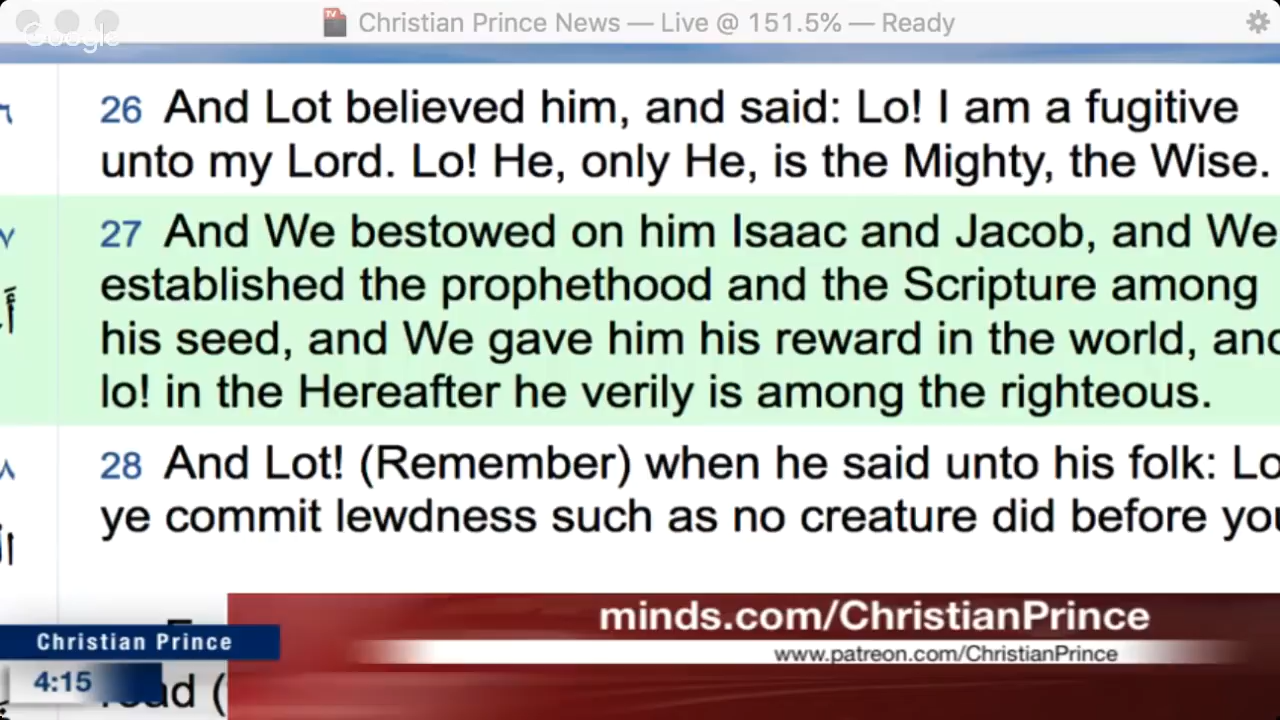 Christian Prince News — Live @ 151.5% — Ready
Google
26 And Lot believed him, and said: Lo! I am a fugitive
unto my Lord. Lo! He, only He, is the Mighty, the Wise.
27 And We bestowed on him Isaac and Jacob, and We
established the prophethood and the Scripture among
his seed, and We gave him his reward in the world, and
lo! in the Hereafter he verily is among the righteous.
28 And Lot! (Remember) when he said unto his folk: Lo
ye commit lewdness such as no creature did before you
minds.com/ChristianPrince
Christian Prince
www.patreon.com/ChristianPrince
4:15